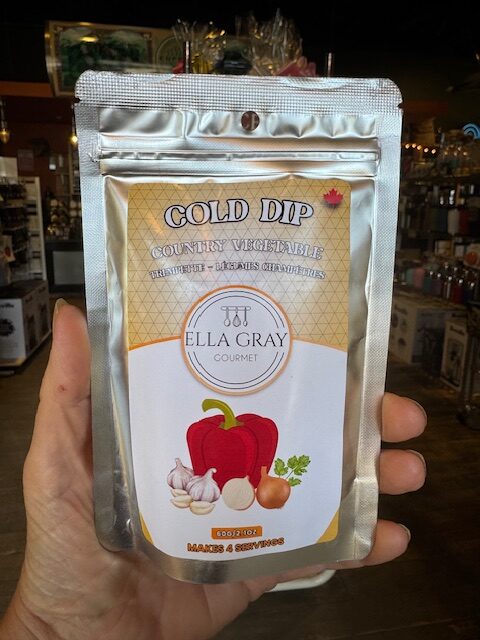 COLD DIP
COUNTRY VEGETABLE
TREMPETTE - LÉGUMES CHAMPÊTRES
ELLA GRAY
GOURMET
60G/2.1OZ
MAKES 4 SERVINGS